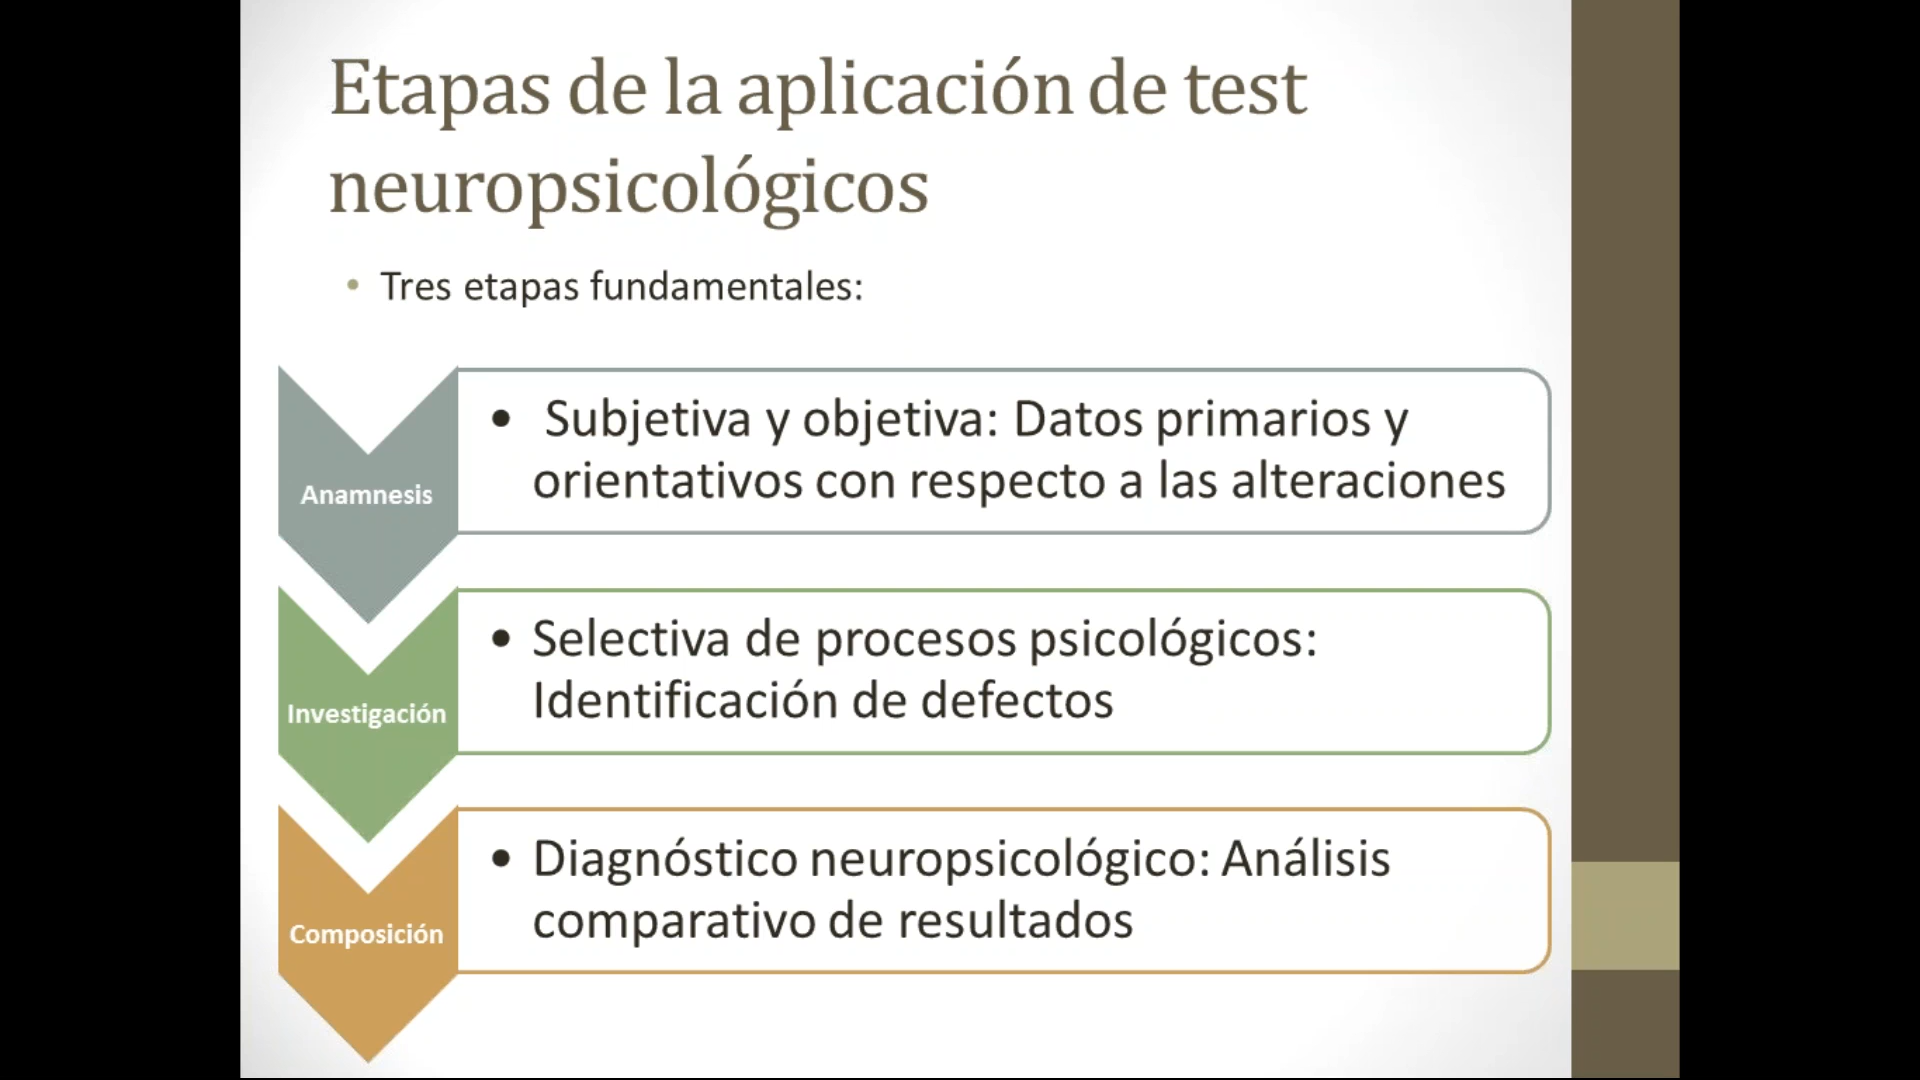 Etapas de la aplicación de test
neuropsicológicos
• Tres etapas fundamentales:
Anamnesis
• Subjetiva y objetiva: Datos primarios y
orientativos con respecto a las alteraciones
Investigación
• Selectiva de procesos psicológicos:
Identificación de defectos
Composición
• Diagnóstico neuropsicológico: Análisis
comparativo de resultados